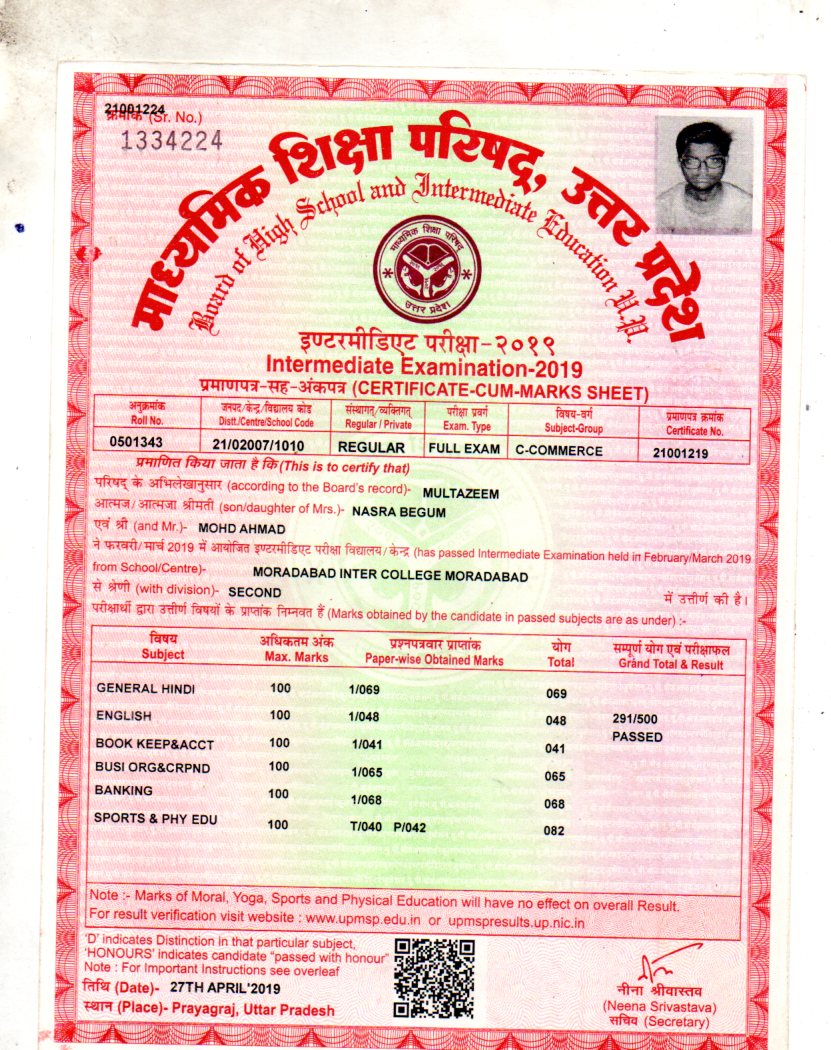 21001224
क्रमांक (Sr. No.)
1334224
माध्यमिक शिक्षा परिषद्, उत्तर प्रदेश
Board of High School and Intermediate Education U.P.
माध्यमिक शिक्षा परिषद
उत्तर प्रदेश
इण्टरमीडिएट परीक्षा-२०१९
Intermediate Examination-2019
प्रमाणपत्र-सह-अंकपत्र (CERTIFICATE-CUM-MARKS SHEET)
अनुक्रमांक जनपद/केन्द्र/विद्यालय कोड संस्थागत/व्यक्तिगत परीक्षा प्रवर्ग विषय-वर्ग प्रमाणपत्र क्रमांक
Roll No. Distt./Centre/School Code Regular / Private Exam. Type Subject-Group Certificate No.
0501343 21/02007/1010 REGULAR FULL EXAM C-COMMERCE 21001219
प्रमाणित किया जाता है कि (This is to certify that)
परिषद् के अभिलेखानुसार (according to the Board's record)- MULTAZEEM
आत्मज/आत्मजा श्रीमती (son/daughter of Mrs.)- NASRA BEGUM
एवं श्री (and Mr.)- MOHD AHMAD
ने फरवरी/मार्च 2019 में आयोजित इण्टरमीडिएट परीक्षा विद्यालय/केन्द्र (has passed Intermediate Examination held in February/March 2019
from School/Centre)- MORADABAD INTER COLLEGE MORADABAD
से श्रेणी (with division)- SECOND में उत्तीर्ण की है।
परीक्षार्थी द्वारा उत्तीर्ण विषयों के प्राप्तांक निम्नवत हैं (Marks obtained by the candidate in passed subjects are as under) :-
विषय अधिकतम अंक प्रश्नपत्रवार प्राप्तांक योग सम्पूर्ण योग एवं परीक्षाफल
Subject Max. Marks Paper-wise Obtained Marks Total Grand Total & Result
GENERAL HINDI 100 1/069 069
ENGLISH 100 1/048 048 291/500
PASSED
BOOK KEEP&ACCT 100 1/041 041
BUSI ORG&CRPND 100 1/065 065
BANKING 100 1/068 068
SPORTS & PHY EDU 100 T/040 P/042 082
Note :- Marks of Moral, Yoga, Sports and Physical Education will have no effect on overall Result.
For result verification visit website : www.upmsp.edu.in or upmspresults.up.nic.in
'D' indicates Distinction in that particular subject,
'HONOURS' indicates candidate "passed with honour"
Note : For Important Instructions see overleaf
तिथि (Date)- 27TH APRIL'2019
स्थान (Place)- Prayagraj, Uttar Pradesh
नीना श्रीवास्तव
(Neena Srivastava)
सचिव (Secretary)